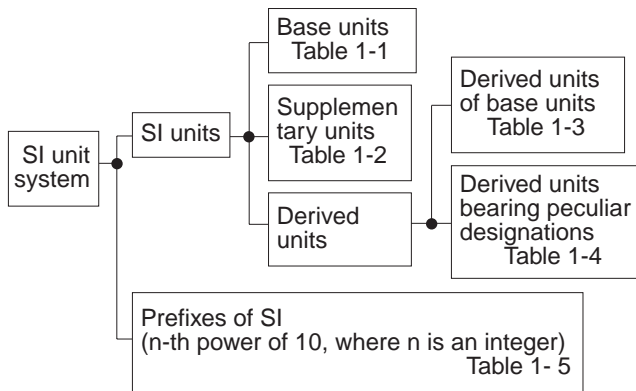 SI unit
system
SI units
Base units
Table 1-1
Supplemen
tary units
Table 1-2
Derived
units
Derived units
of base units
Table 1-3
Derived units
bearing peculiar
designations
Table 1-4
Prefixes of SI
(n-th power of 10, where n is an integer)
Table 1- 5